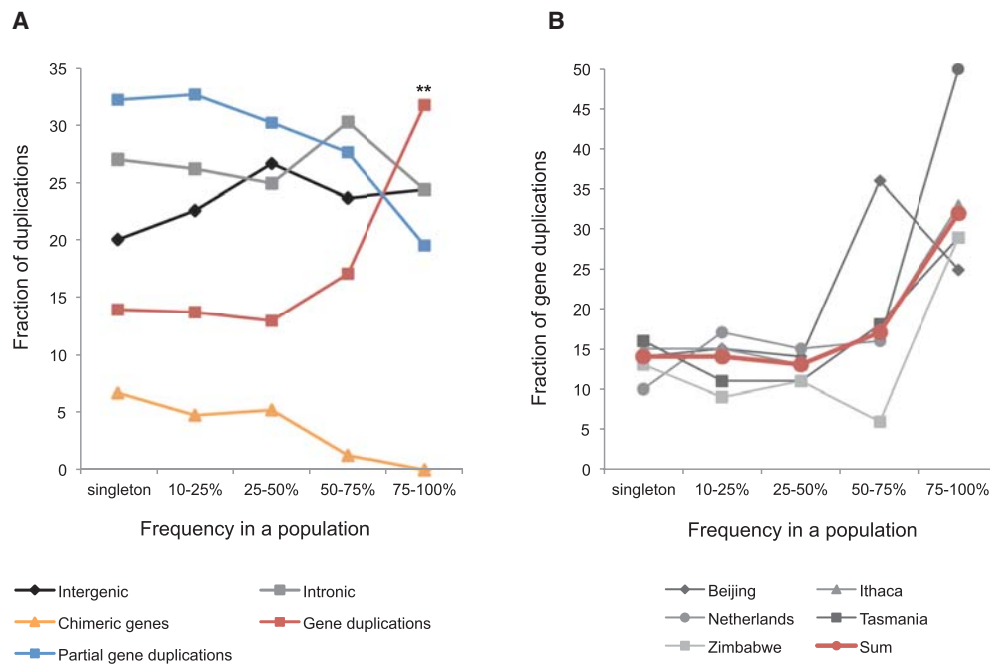 A
B
Fraction of duplications
35
30
25
20
15
10
5
0
**
singleton 10-25% 25-50% 50-75% 75-100%
Frequency in a population
Intergenic
Intronic
Chimeric genes
Gene duplications
Partial gene duplications
Fraction of gene duplications
50
45
40
35
30
25
20
15
10
5
0
singleton 10-25% 25-50% 50-75% 75-100%
Frequency in a population
Beijing
Ithaca
Netherlands
Tasmania
Zimbabwe
Sum